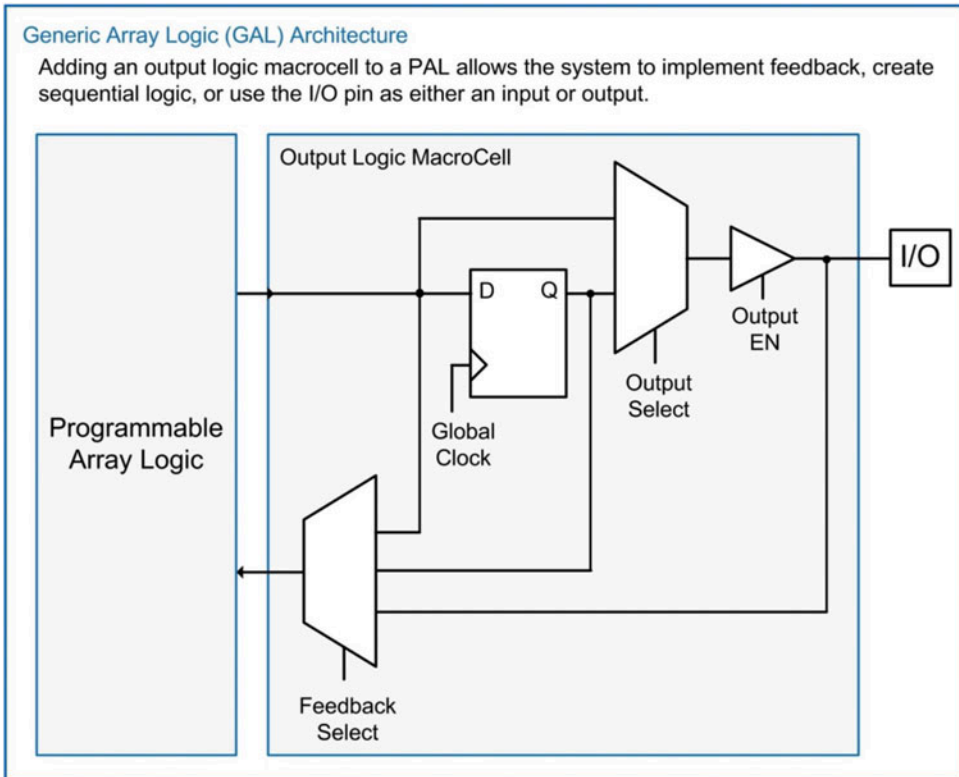 Generic Array Logic (GAL) Architecture
Adding an output logic macrocell to a PAL allows the system to implement feedback, create
sequential logic, or use the I/O pin as either an input or output.
Output Logic MacroCell
I/O
D Q
Output
EN
Output
Select
Global
Clock
Programmable
Array Logic
Feedback
Select